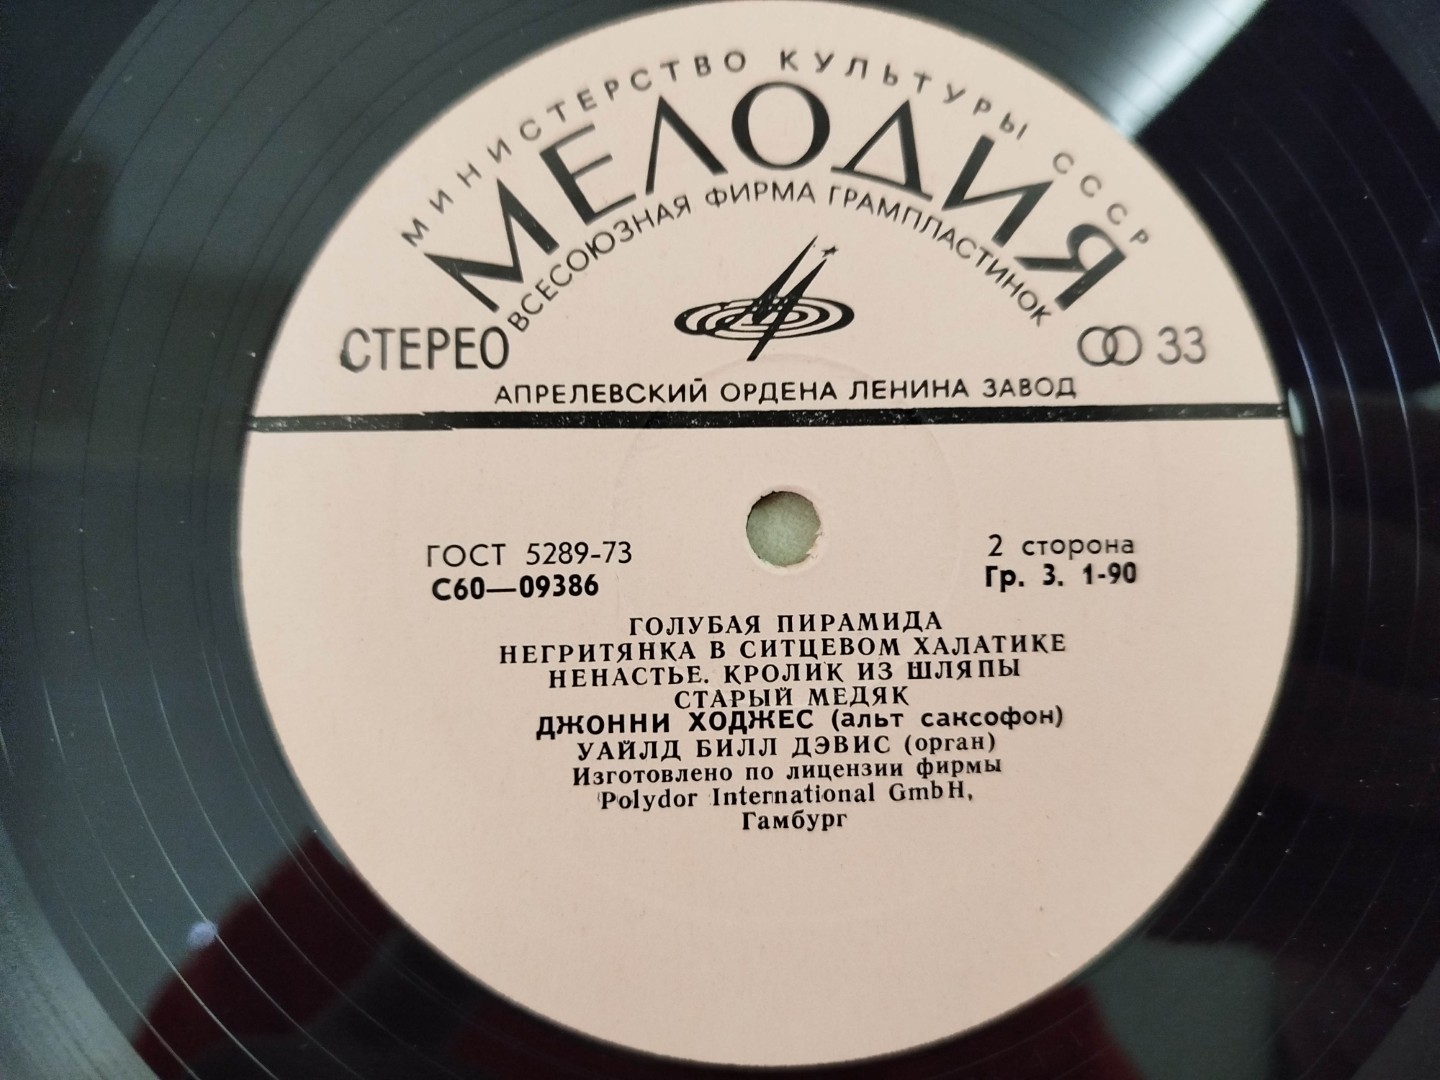 МИНИСТЕРСТВО КУЛЬТУРЫ СССР
МЕЛОДИЯ
ВСЕСОЮЗНАЯ ФИРМА ГРАМПЛАСТИНОК
СТЕРЕО
33
АПРЕЛЕВСКИЙ ОРДЕНА ЛЕНИНА ЗАВОД
ГОСТ 5289-73
С60—09386
2 сторона
Гр. 3. 1-90
ГОЛУБАЯ ПИРАМИДА
НЕГРИТЯНКА В СИТЦЕВОМ ХАЛАТИКЕ
НЕНАСТЬЕ. КРОЛИК ИЗ ШЛЯПЫ
СТАРЫЙ МЕДЯК
ДЖОННИ ХОДЖЕС (альт саксофон)
УАЙЛД БИЛЛ ДЭВИС (орган)
Изготовлено по лицензии фирмы
Polydor International GmbH,
Гамбург